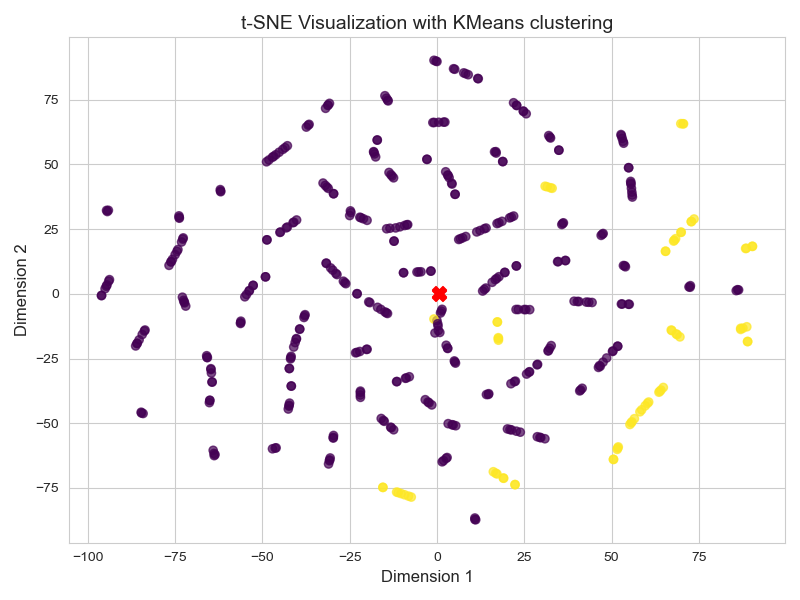 t-SNE Visualization with KMeans clustering
Dimension 2
75
50
25
0
−25
−50
−75
−100 −75 −50 −25 0 25 50 75
Dimension 1